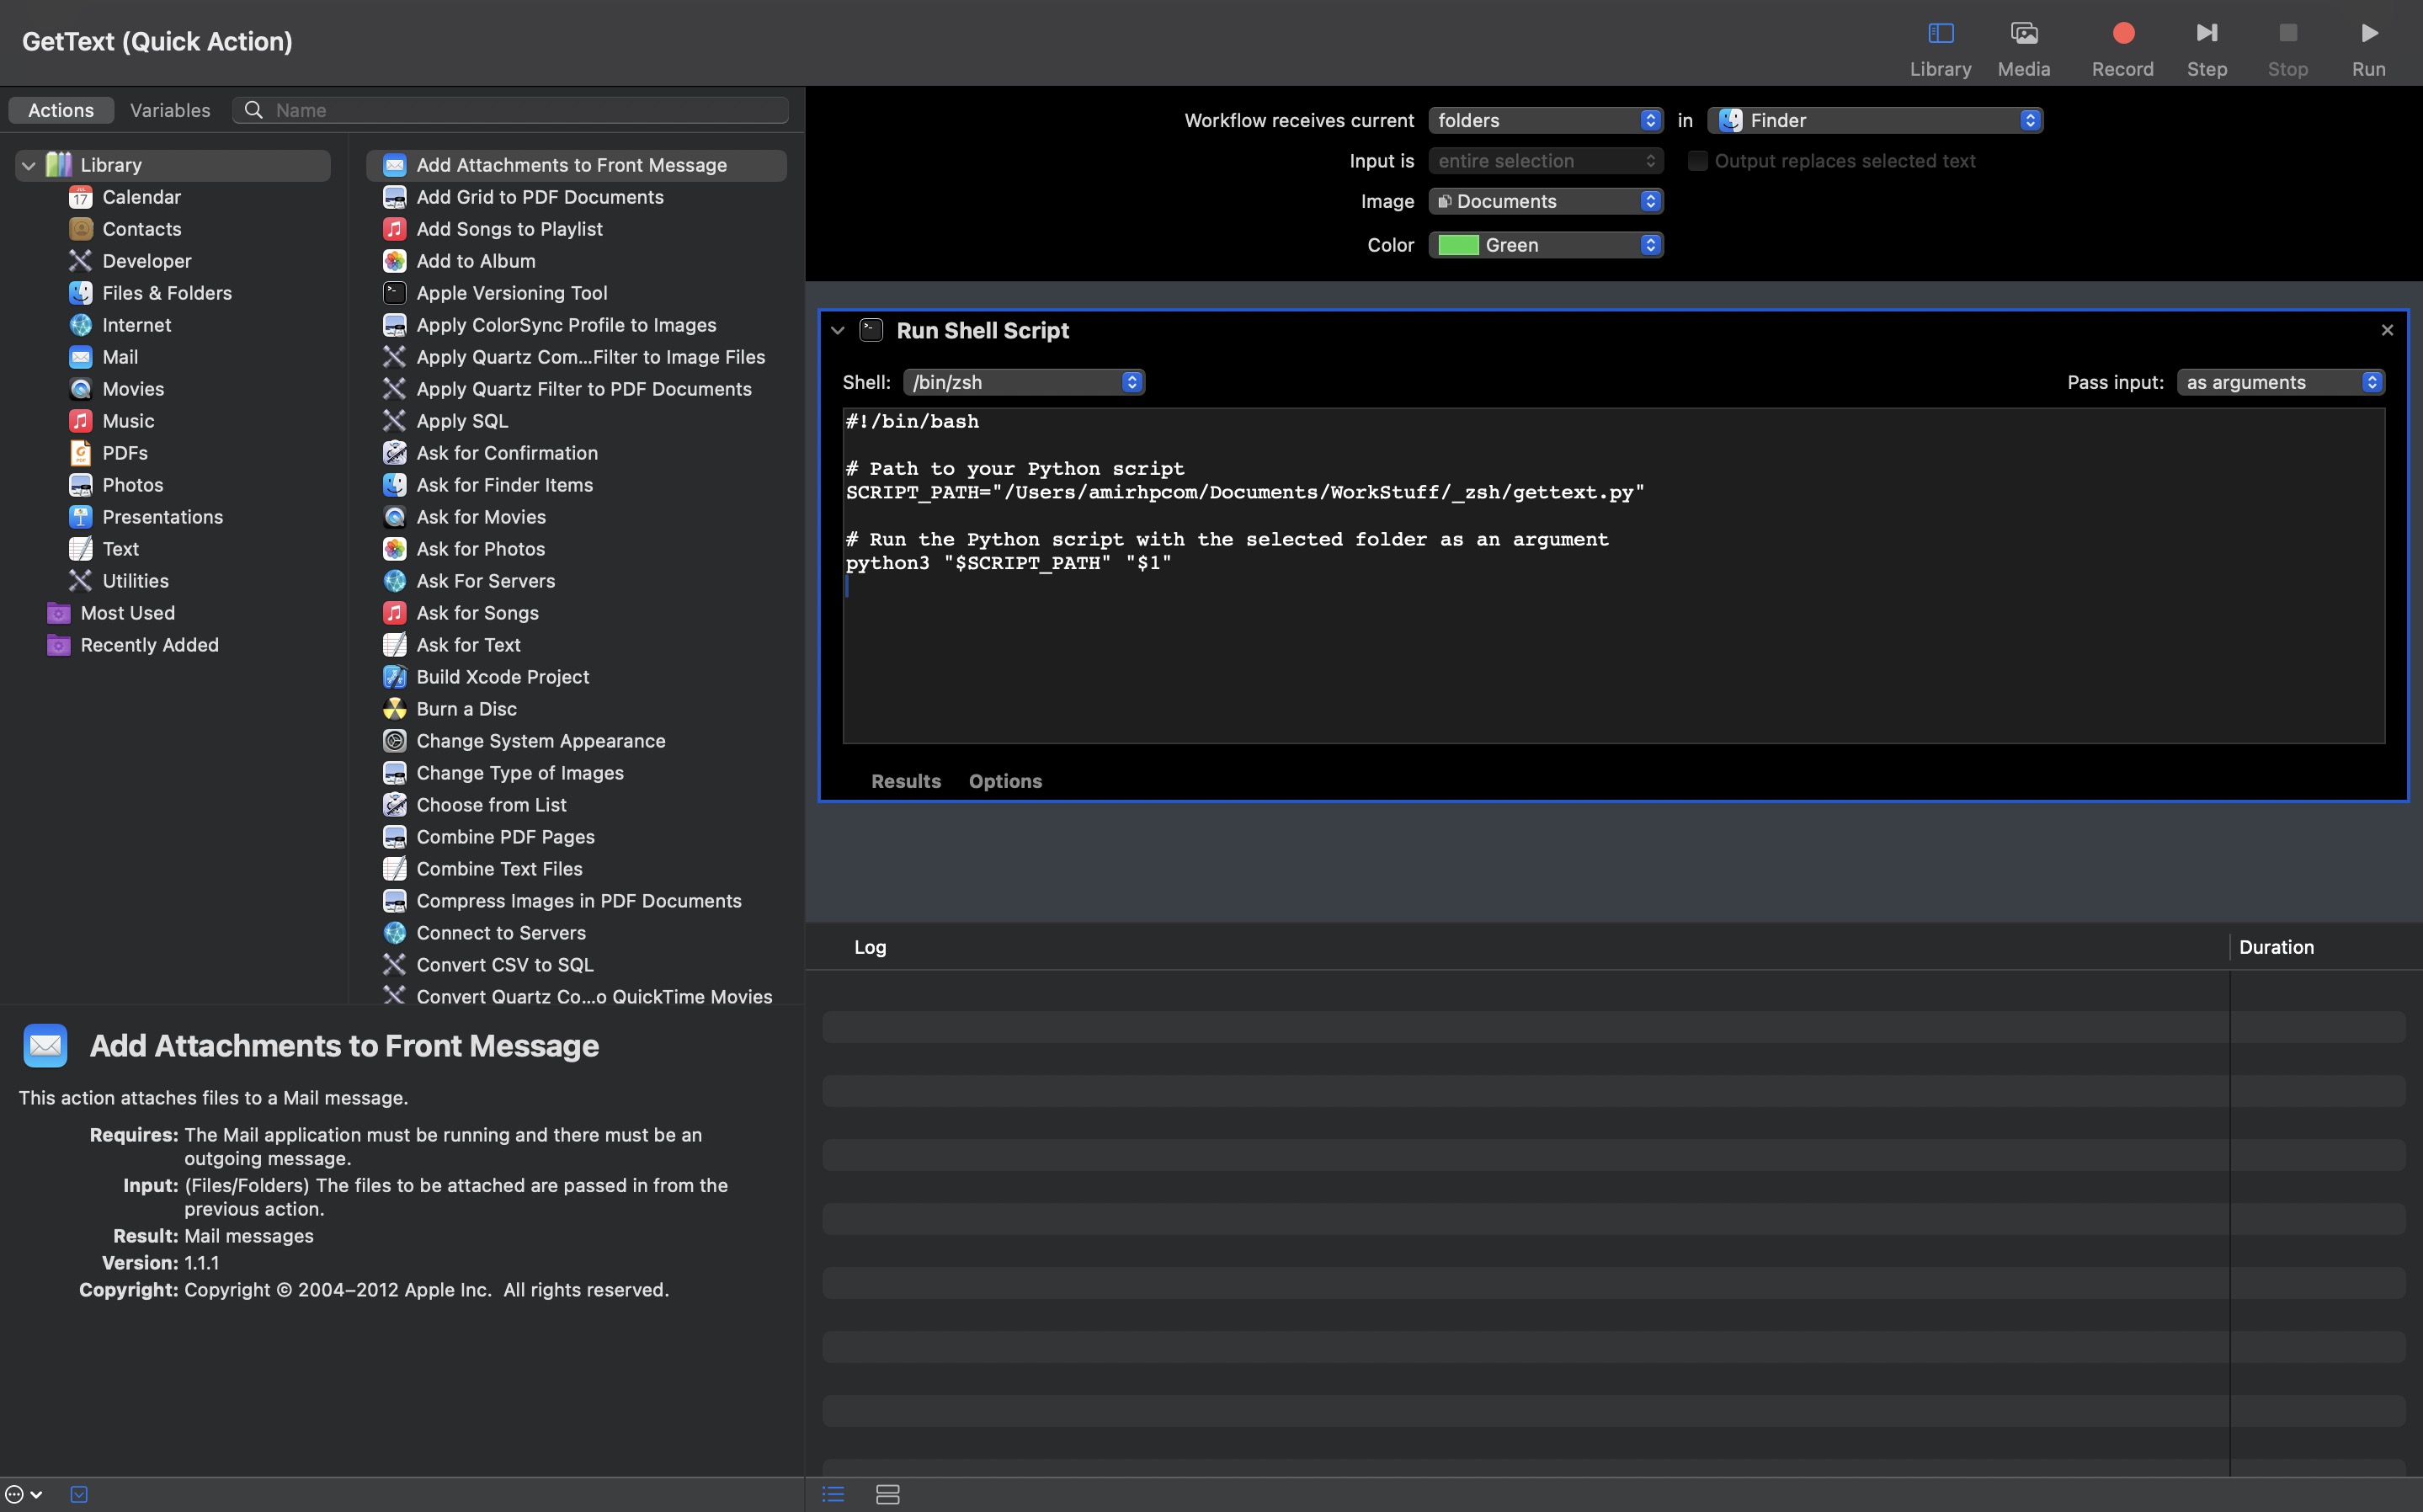 GetText (Quick Action)
Library
Media
Record
Step
Stop
Run
Actions
Variables
Name
Library
Calendar
Contacts
Developer
Files & Folders
Internet
Mail
Movies
Music
PDFs
Photos
Presentations
Text
Utilities
Most Used
Recently Added
Add Attachments to Front Message
Add Grid to PDF Documents
Add Songs to Playlist
Add to Album
Apple Versioning Tool
Apply ColorSync Profile to Images
Apply Quartz Com...Filter to Image Files
Apply Quartz Filter to PDF Documents
Apply SQL
Ask for Confirmation
Ask for Finder Items
Ask for Movies
Ask for Photos
Ask For Servers
Ask for Songs
Ask for Text
Build Xcode Project
Burn a Disc
Change System Appearance
Change Type of Images
Choose from List
Combine PDF Pages
Combine Text Files
Compress Images in PDF Documents
Connect to Servers
Convert CSV to SQL
Convert Quartz Co...o QuickTime Movies
Add Attachments to Front Message
This action attaches files to a Mail message.
Requires: The Mail application must be running and there must be an
outgoing message.
Input: (Files/Folders) The files to be attached are passed in from the
previous action.
Result: Mail messages
Version: 1.1.1
Copyright: Copyright © 2004–2012 Apple Inc. All rights reserved.
Workflow receives current folders in Finder
Input is entire selection Output replaces selected text
Image Documents
Color Green
Run Shell Script
Shell: /bin/zsh Pass input: as arguments
#!/bin/bash
# Path to your Python script
SCRIPT_PATH="/Users/amirhpcom/Documents/WorkStuff/_zsh/gettext.py"
# Run the Python script with the selected folder as an argument
python3 "$SCRIPT_PATH" "$1"
Results Options
Log Duration